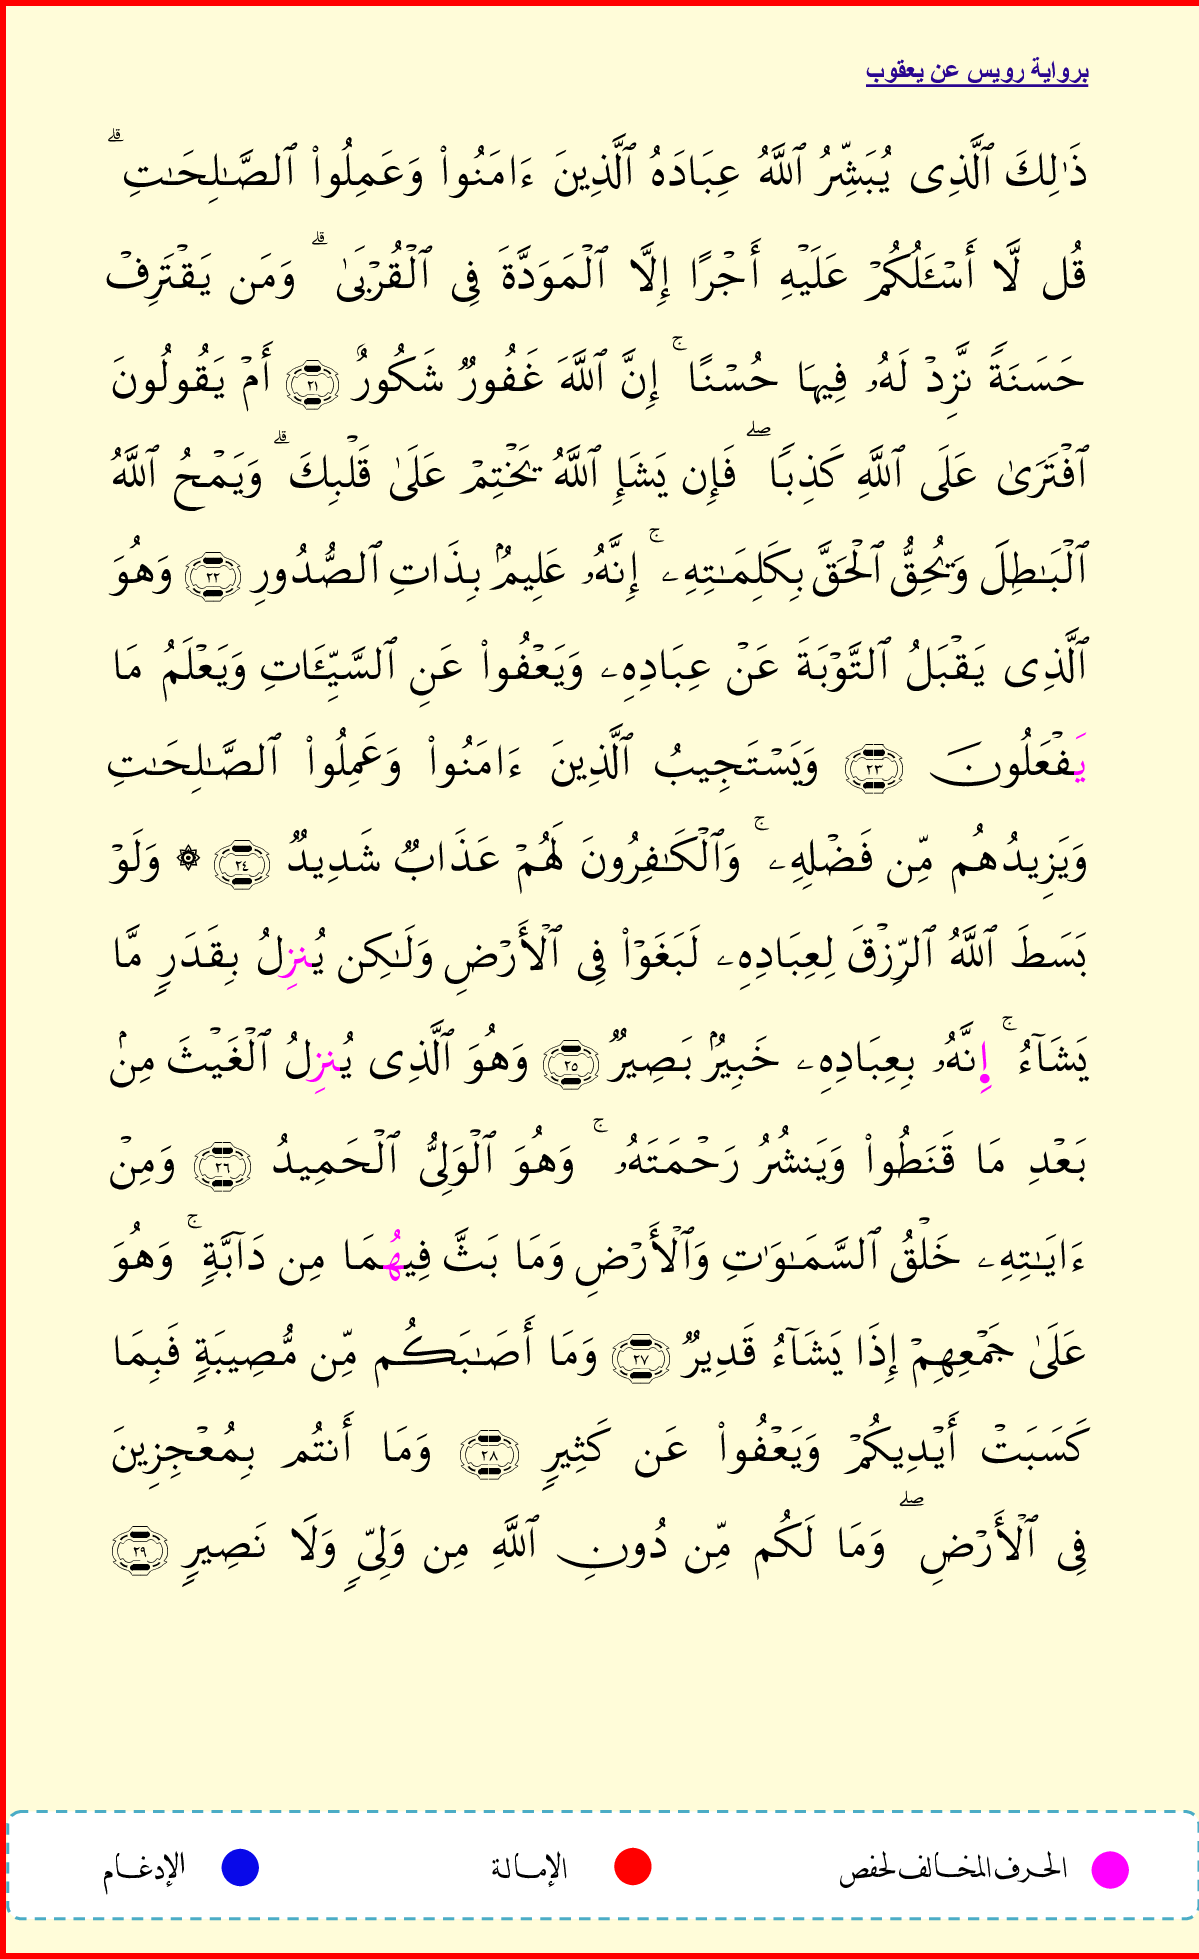 برواية رويس عن يعقوب
ذَٰلِكَ ٱلَّذِى يُبَشِّرُ ٱللَّهُ عِبَادَهُ ٱلَّذِينَ ءَامَنُوا۟ وَعَمِلُوا۟ ٱلصَّـٰلِحَـٰتِ ۗ
قُل لَّا أَسْـَٔلُكُمْ عَلَيْهِ أَجْرًا إِلَّا ٱلْمَوَدَّةَ فِى ٱلْقُرْبَىٰ ۗ وَمَن يَقْتَرِفْ
حَسَنَةً نَّزِدْ لَهُۥ فِيهَا حُسْنًا ۚ إِنَّ ٱللَّهَ غَفُورٌ شَكُورٌ ٢١ أَمْ يَقُولُونَ
ٱفْتَرَىٰ عَلَى ٱللَّهِ كَذِبًا ۖ فَإِن يَشَإِ ٱللَّهُ يَخْتِمْ عَلَىٰ قَلْبِكَ ۗ وَيَمْحُ ٱللَّهُ
ٱلْبَـٰطِلَ وَيُحِقُّ ٱلْحَقَّ بِكَلِمَـٰتِهِۦ ۚ إِنَّهُۥ عَلِيمٌۢ بِذَاتِ ٱلصُّدُورِ ٢٢ وَهُوَ
ٱلَّذِى يَقْبَلُ ٱلتَّوْبَةَ عَنْ عِبَادِهِۦ وَيَعْفُوا۟ عَنِ ٱلسَّيِّـَٔاتِ وَيَعْلَمُ مَا
يَفْعَلُونَ ٢٣ وَيَسْتَجِيبُ ٱلَّذِينَ ءَامَنُوا۟ وَعَمِلُوا۟ ٱلصَّـٰلِحَـٰتِ
وَيَزِيدُهُم مِّن فَضْلِهِۦ ۚ وَٱلْكَـٰفِرُونَ لَهُمْ عَذَابٌ شَدِيدٌ ٢٤ ۞ وَلَوْ
بَسَطَ ٱللَّهُ ٱلرِّزْقَ لِعِبَادِهِۦ لَبَغَوْا۟ فِى ٱلْأَرْضِ وَلَـٰكِن يُنزِلُ بِقَدَرٍ مَّا
يَشَآءُ ۚ إِنَّهُۥ بِعِبَادِهِۦ خَبِيرٌۢ بَصِيرٌ ٢٥ وَهُوَ ٱلَّذِى يُنزِلُ ٱلْغَيْثَ مِنۢ
بَعْدِ مَا قَنَطُوا۟ وَيَنشُرُ رَحْمَتَهُۥ ۚ وَهُوَ ٱلْوَلِىُّ ٱلْحَمِيدُ ٢٦ وَمِنْ
ءَايَـٰتِهِۦ خَلْقُ ٱلسَّمَـٰوَٰتِ وَٱلْأَرْضِ وَمَا بَثَّ فِيهُمَا مِن دَآبَّةٍ ۚ وَهُوَ
عَلَىٰ جَمْعِهِمْ إِذَا يَشَآءُ قَدِيرٌ ٢٧ وَمَا أَصَـٰبَكُم مِّن مُّصِيبَةٍ فَبِمَا
كَسَبَتْ أَيْدِيكُمْ وَيَعْفُوا۟ عَن كَثِيرٍ ٢٨ وَمَا أَنتُم بِمُعْجِزِينَ
فِى ٱلْأَرْضِ ۖ وَمَا لَكُم مِّن دُونِ ٱللَّهِ مِن وَلِىٍّ وَلَا نَصِيرٍ ٢٩
الحرف المخالف لحفص الإمالة الإدغام